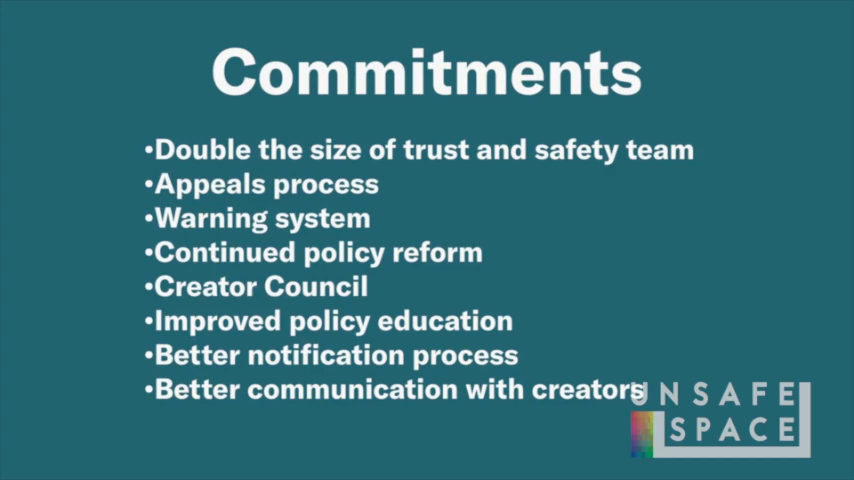 Commitments
•Double the size of trust and safety team
•Appeals process
•Warning system
•Continued policy reform
•Creator Council
•Improved policy education
•Better notification process
•Better communication with creators
UNSAFE
SPACE